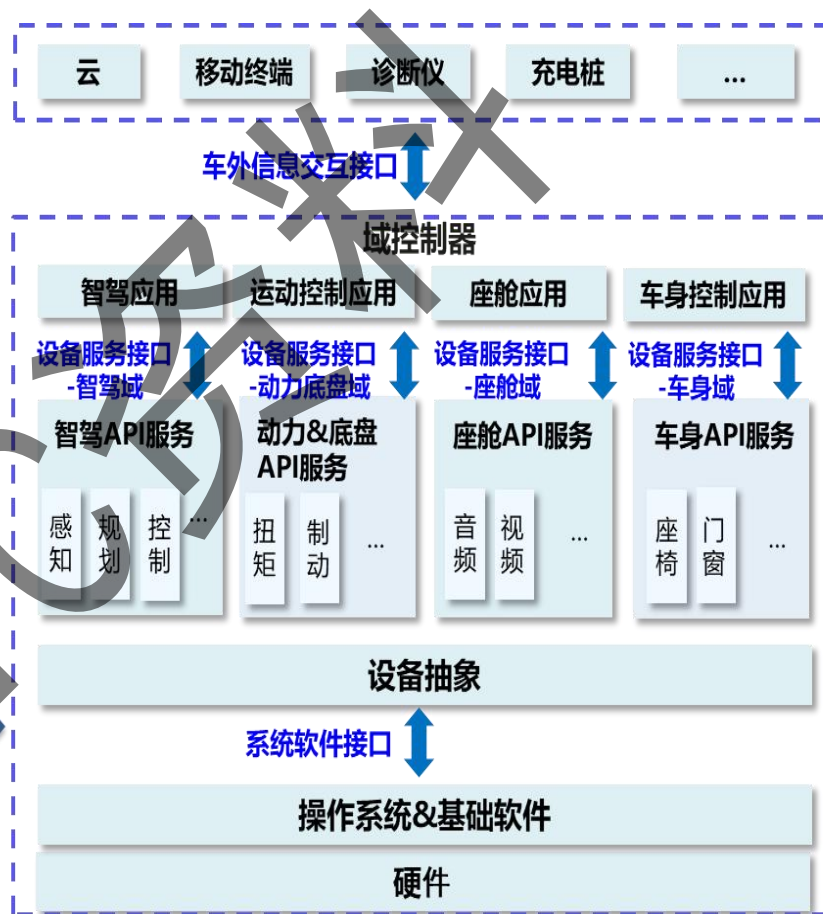 云
移动终端
诊断仪
充电桩
...
车外信息交互接口
域控制器
智驾应用
运动控制应用
座舱应用
车身控制应用
设备服务接口
-智驾域
设备服务接口
-动力底盘域
设备服务接口
-座舱域
设备服务接口
-车身域
智驾API服务
感知
规划
控制
...
动力&底盘
API服务
扭矩
制动
...
座舱API服务
音频
视频
...
车身API服务
座椅
门窗
...
设备抽象
系统软件接口
操作系统&基础软件
硬件
C资料